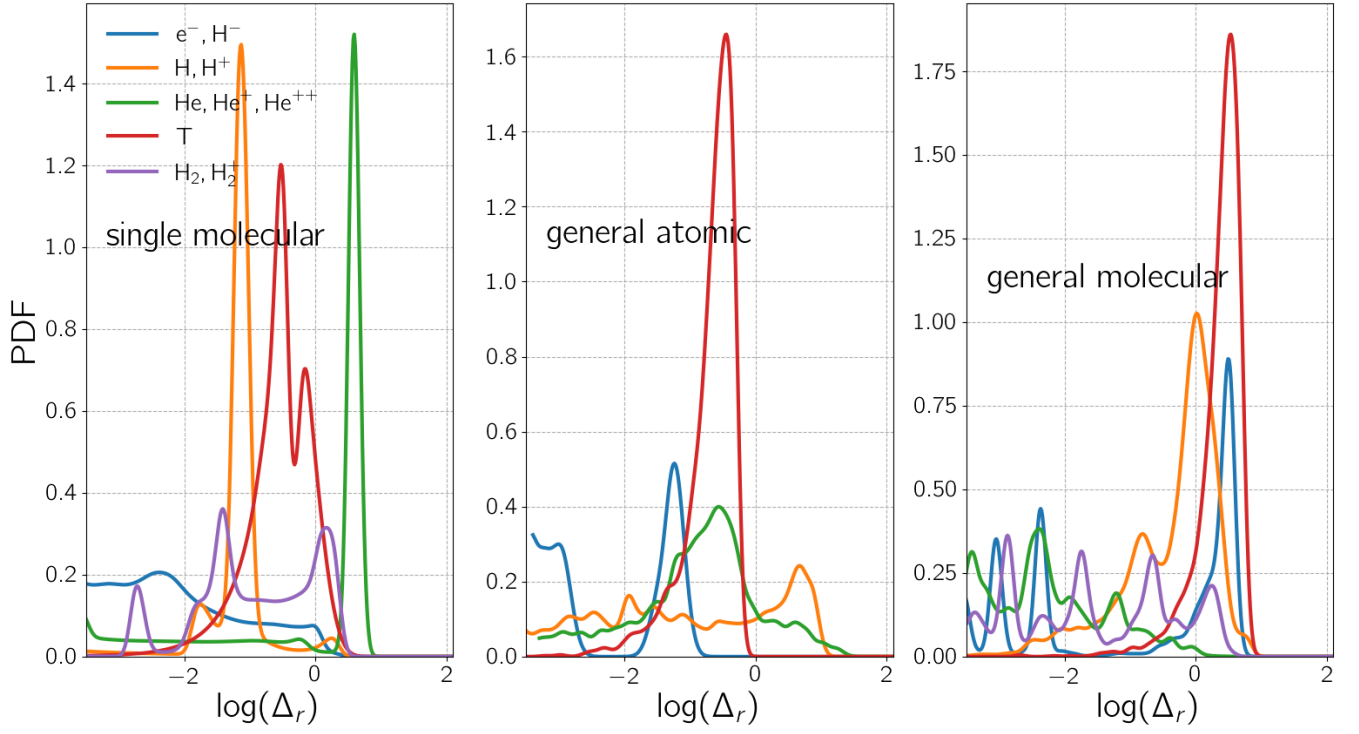 PDF
1.4
1.2
1.0
0.8
0.6
0.4
0.2
0.0
e⁻, H⁻
H, H⁺
He, He⁺, He⁺⁺
T
H₂, H₂⁺
single molecular
−2 0 2
log(Δᵣ)
1.6
1.4
1.2
1.0
0.8
0.6
0.4
0.2
0.0
general atomic
−2 0 2
log(Δᵣ)
1.75
1.50
1.25
1.00
0.75
0.50
0.25
0.00
general molecular
−2 0 2
log(Δᵣ)